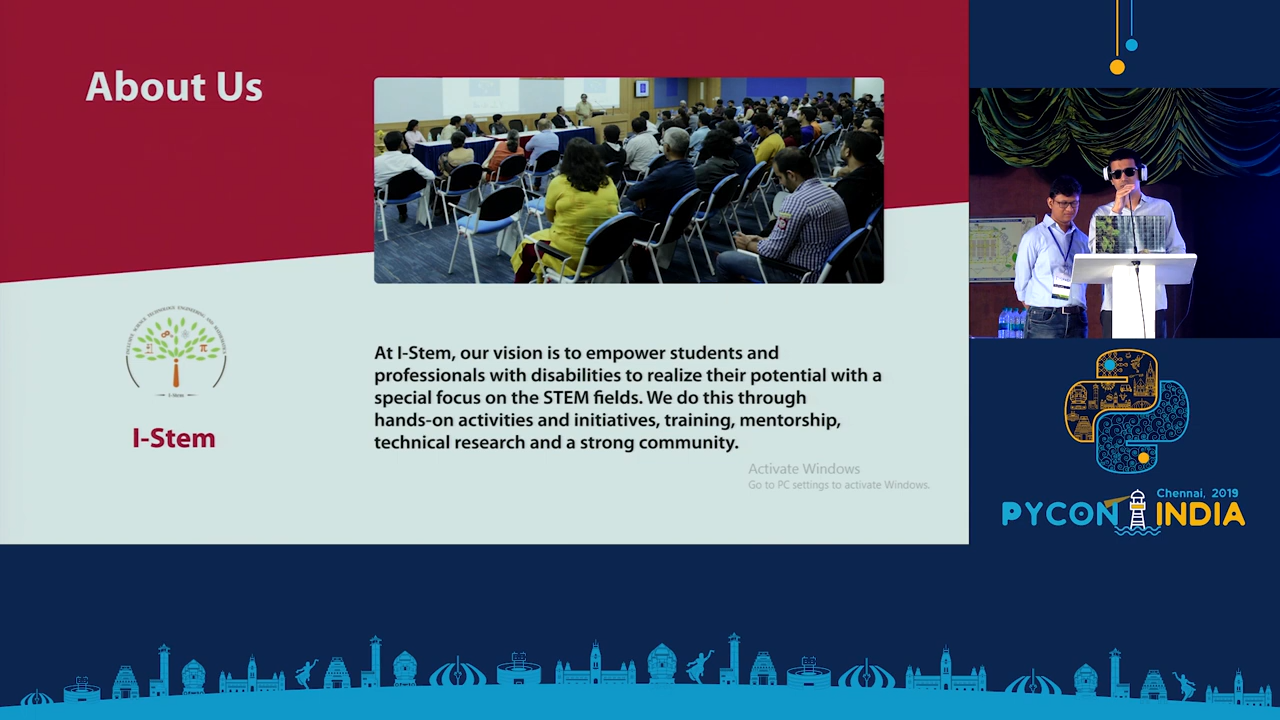 About Us
I-Stem
At I-Stem, our vision is to empower students and
professionals with disabilities to realize their potential with a
special focus on the STEM fields. We do this through
hands-on activities and initiatives, training, mentorship,
technical research and a strong community.
Activate Windows
Go to PC settings to activate Windows.
Chennai, 2019
PYCON INDIA